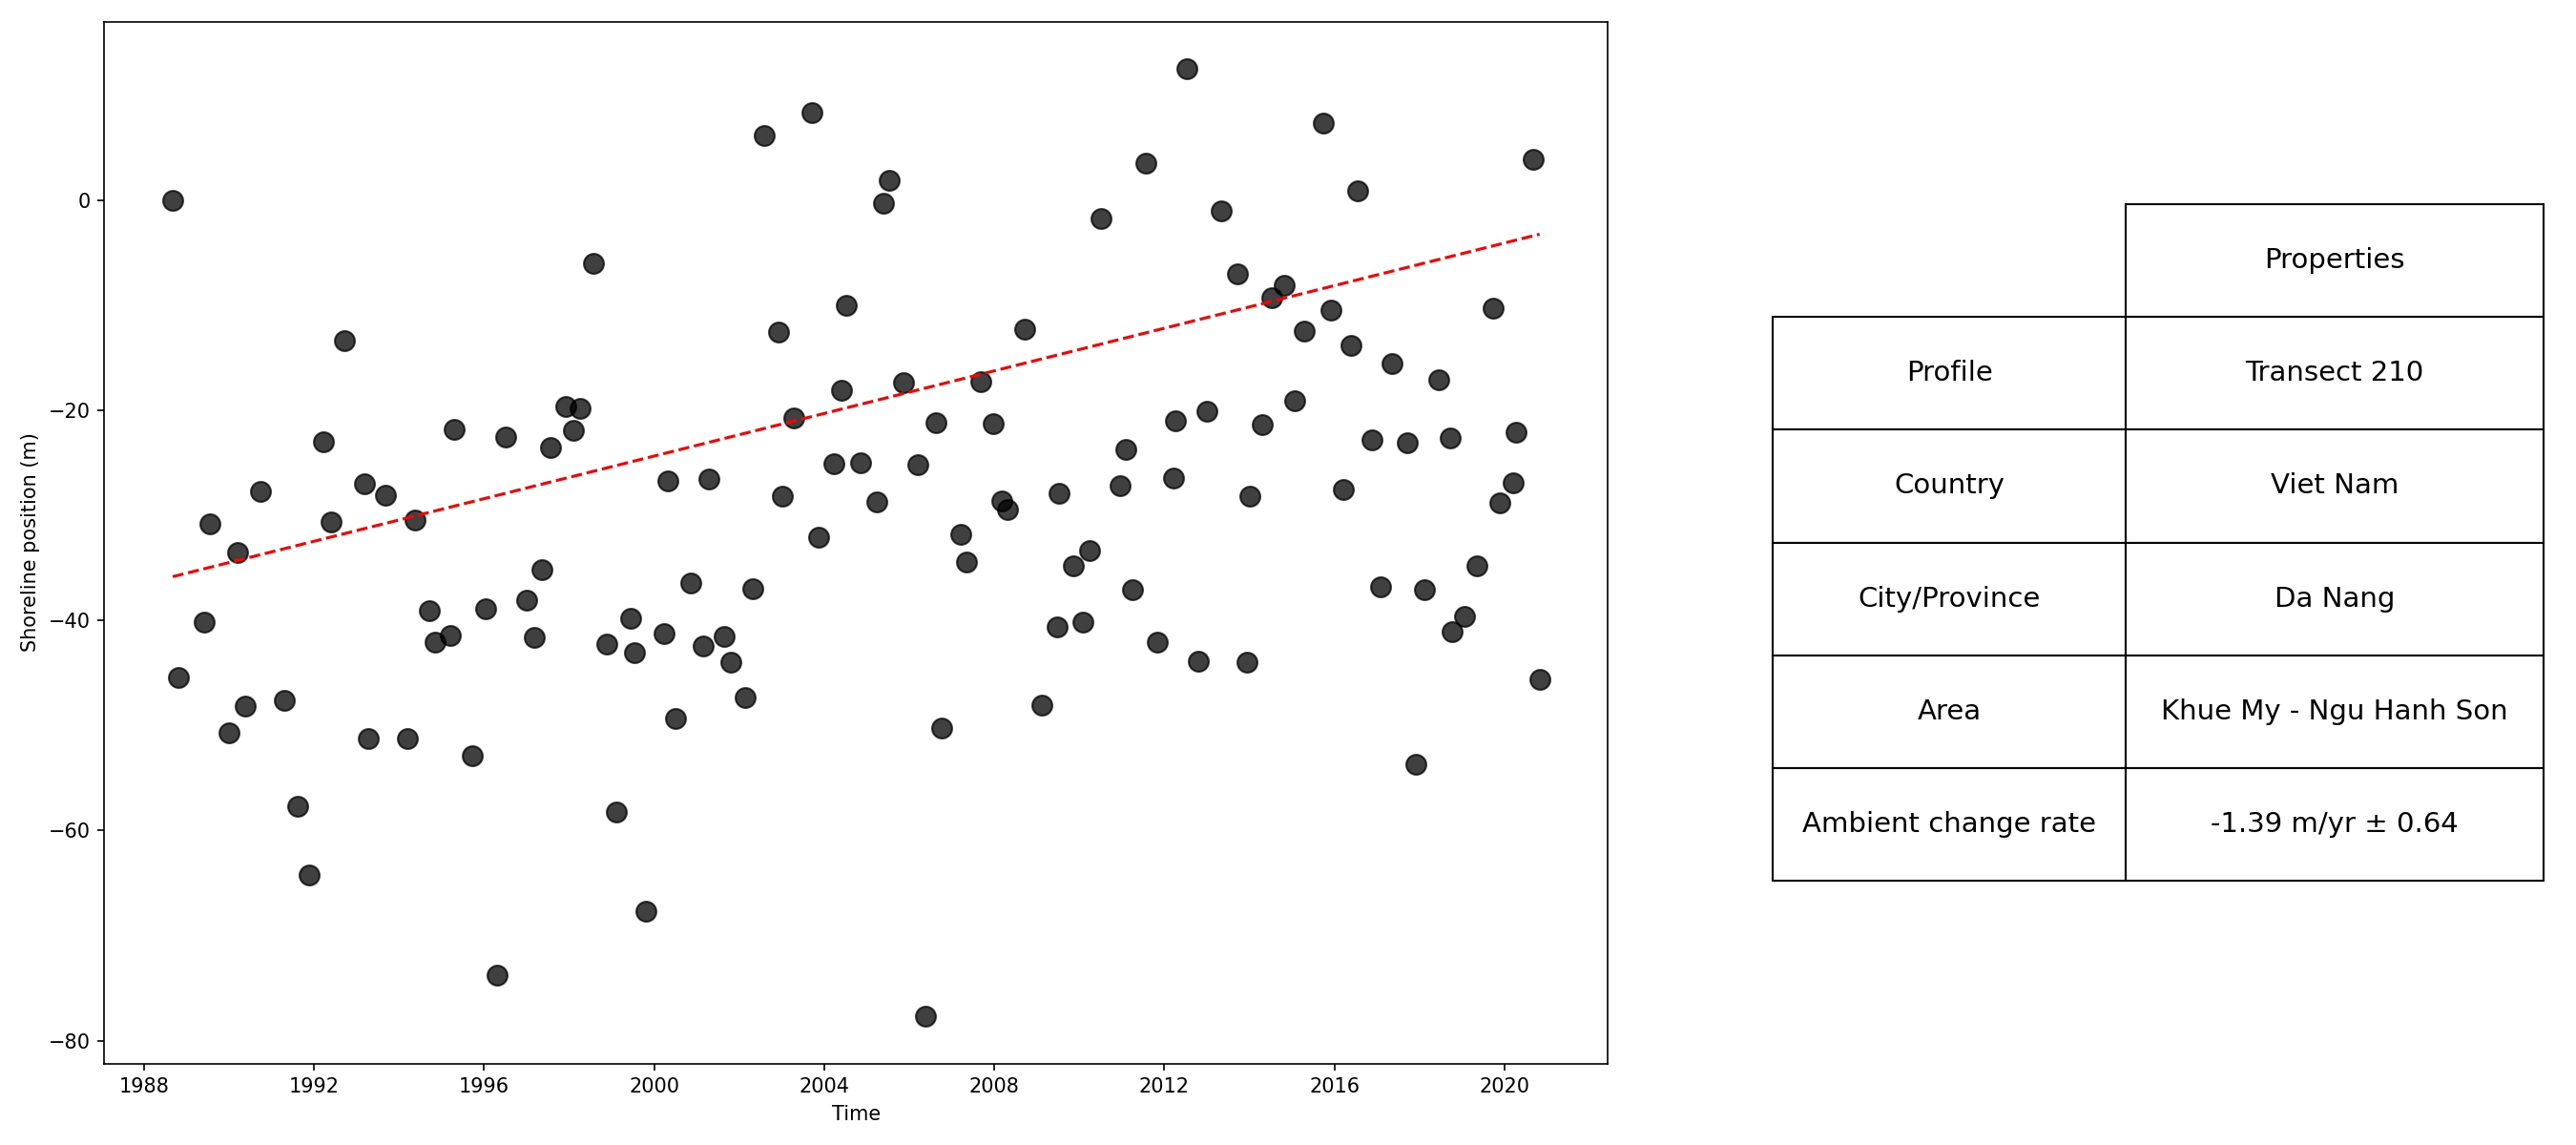 0
−20
−40
−60
−80
Shoreline position (m)
1988 1992 1996 2000 2004 2008 2012 2016 2020
Time
Properties
Profile Transect 210
Country Viet Nam
City/Province Da Nang
Area Khue My - Ngu Hanh Son
Ambient change rate -1.39 m/yr ± 0.64